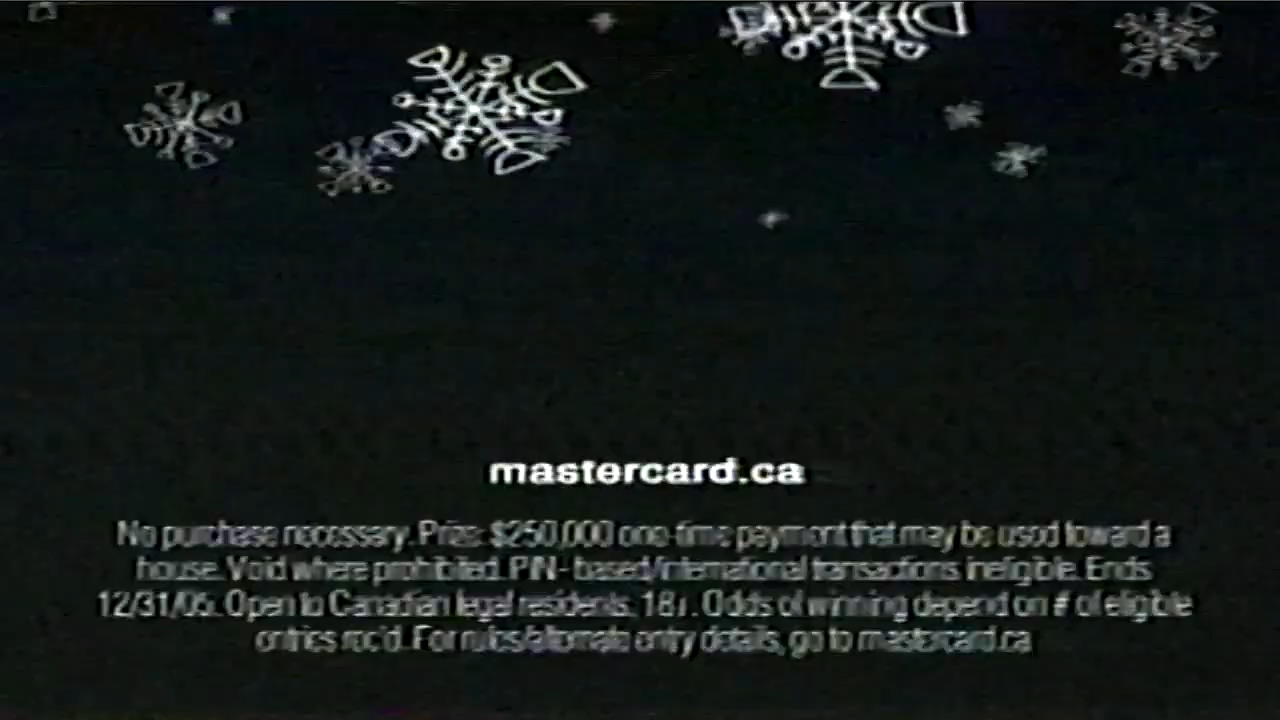 mastercard.ca
No purchase necessary. Prize: $250,000 one-time payment that may be used toward a
house. Void where prohibited. PIN- based/international transactions ineligible. Ends
12/31/05. Open to Canadian legal residents, 18+. Odds of winning depend on # of eligible
entries rec'd. For rules/alternate entry details, go to mastercard.ca